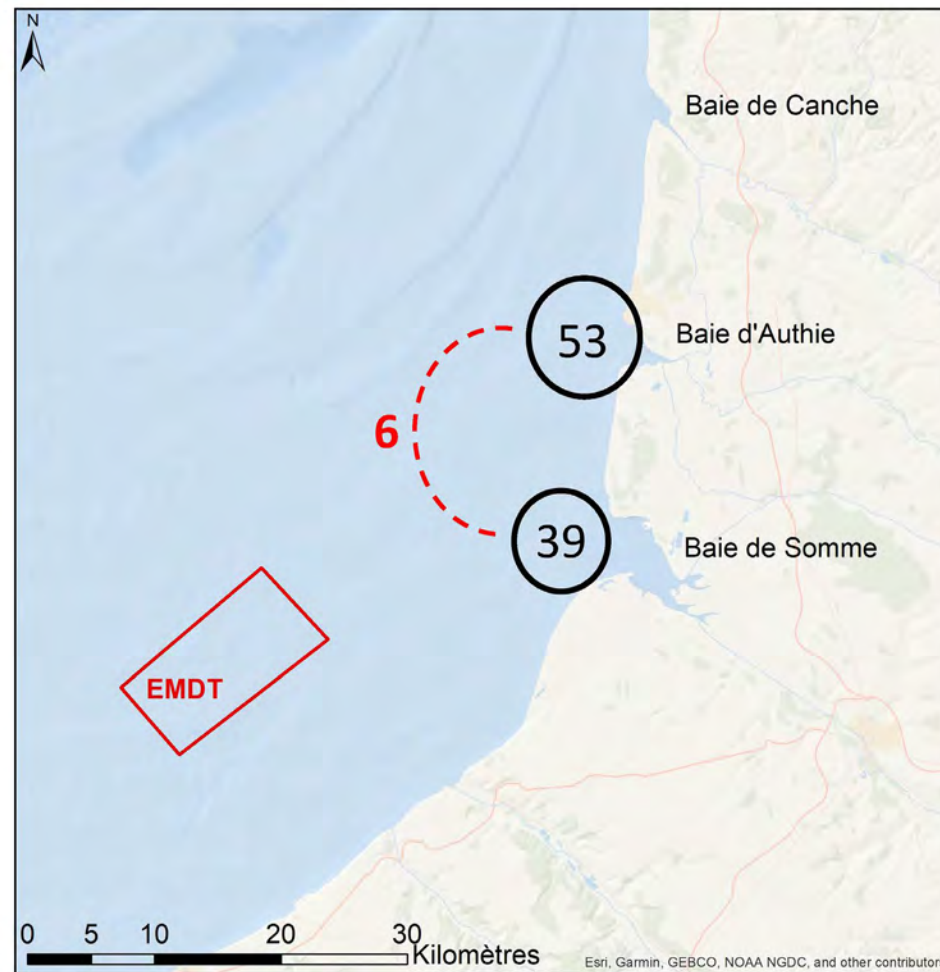 N
Baie de Canche
53
Baie d'Authie
6
39
Baie de Somme
EMDT
0 5 10 20 30
Kilomètres
Esri, Garmin, GEBCO, NOAA NGDC, and other contributor